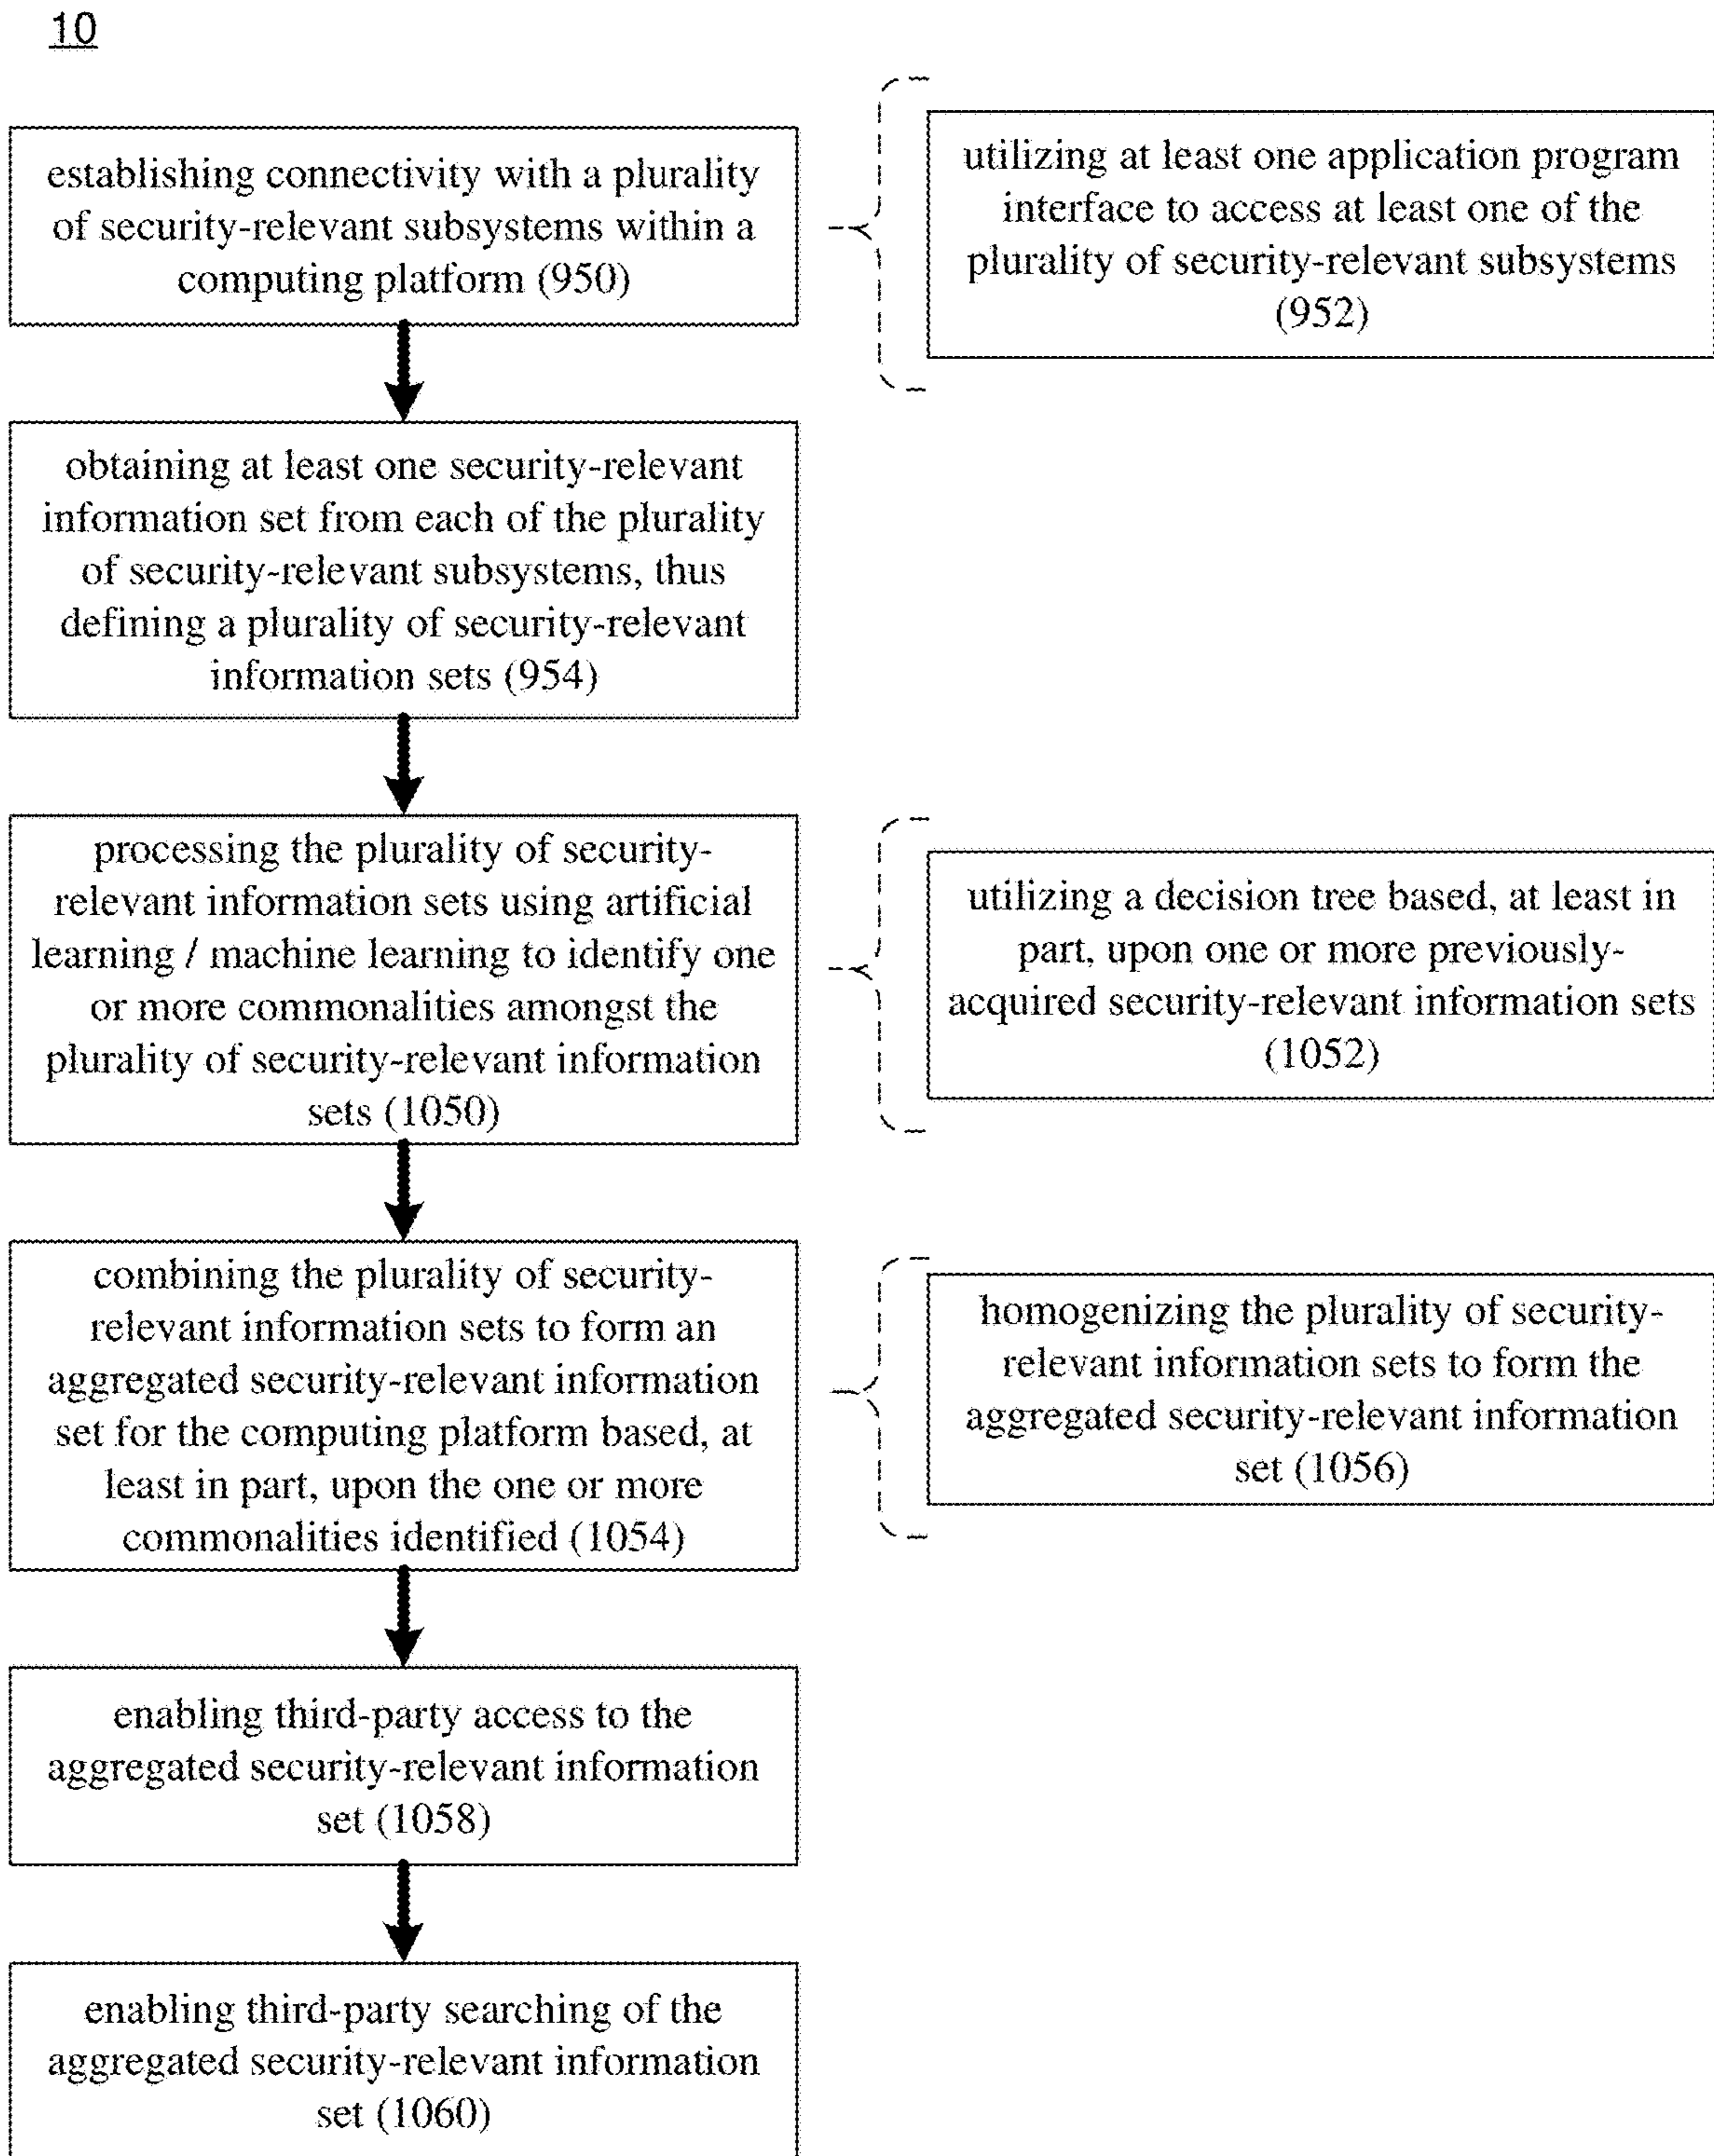 10
establishing connectivity with a plurality
of security-relevant subsystems within a
computing platform (950)
utilizing at least one application program
interface to access at least one of the
plurality of security-relevant subsystems
(952)
obtaining at least one security-relevant
information set from each of the plurality
of security-relevant subsystems, thus
defining a plurality of security-relevant
information sets (954)
processing the plurality of security-
relevant information sets using artificial
learning / machine learning to identify one
or more commonalities amongst the
plurality of security-relevant information
sets (1050)
utilizing a decision tree based, at least in
part, upon one or more previously-
acquired security-relevant information sets
(1052)
combining the plurality of security-
relevant information sets to form an
aggregated security-relevant information
set for the computing platform based, at
least in part, upon the one or more
commonalities identified (1054)
homogenizing the plurality of security-
relevant information sets to form the
aggregated security-relevant information
set (1056)
enabling third-party access to the
aggregated security-relevant information
set (1058)
enabling third-party searching of the
aggregated security-relevant information
set (1060)